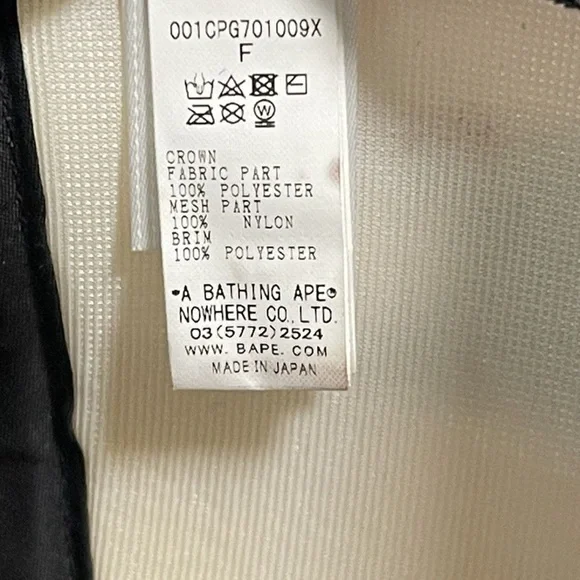 001CPG701009X
F
W
CROWN
FABRIC PART
100% POLYESTER
MESH PART
100% NYLON
BRIM
100% POLYESTER
•A BATHING APE®
NOWHERE CO., LTD.
03(5772)2524
WWW. BAPE. COM
MADE IN JAPAN